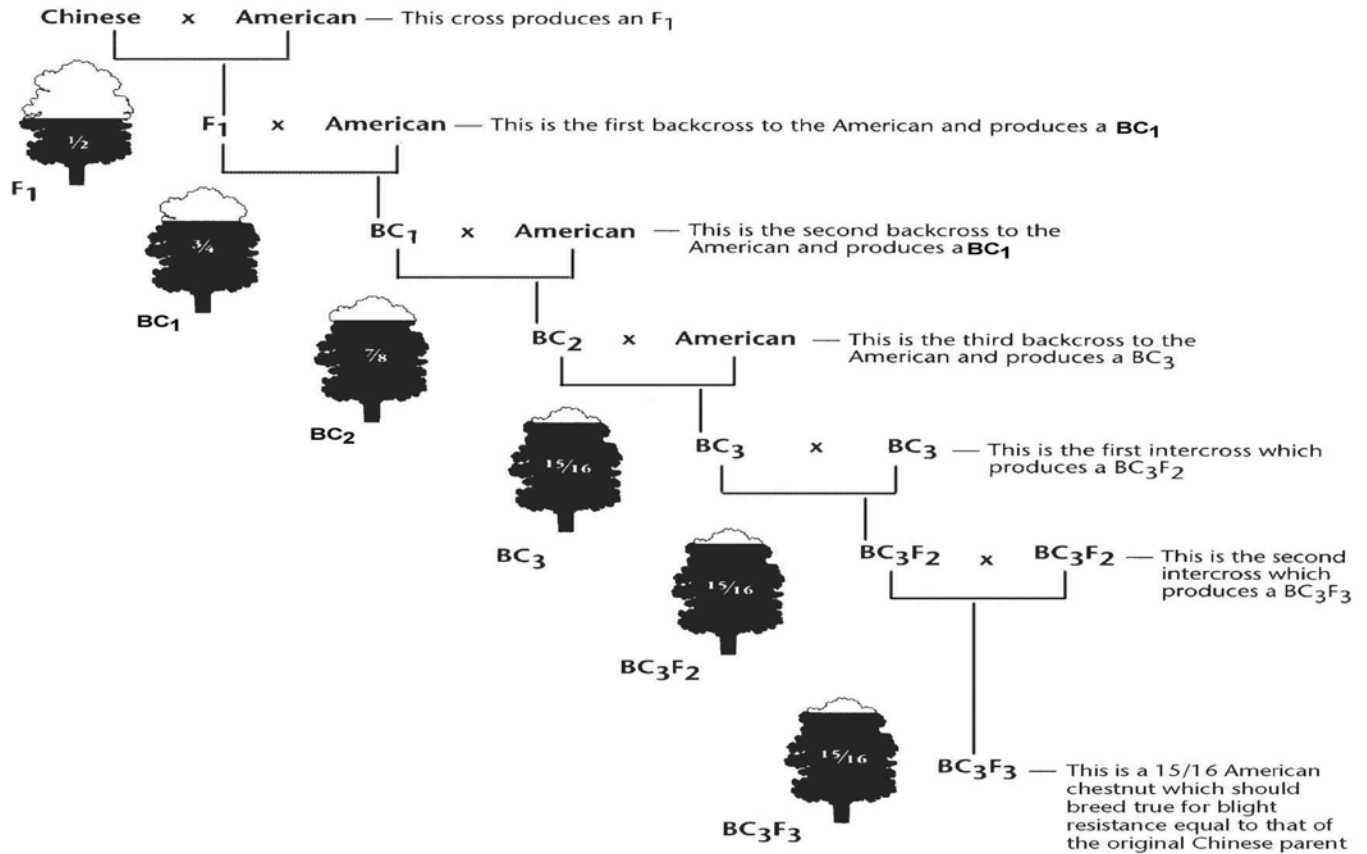 Chinese x American — This cross produces an F1
1/2
F1 x American — This is the first backcross to the American and produces a BC1
F1
3/4
BC1 x American — This is the second backcross to the
American and produces a BC1
BC1
7/8
BC2 x American — This is the third backcross to the
American and produces a BC3
BC2
15/16
BC3 x BC3 — This is the first intercross which
produces a BC3F2
BC3
15/16
BC3F2 x BC3F2 — This is the second
intercross which
produces a BC3F3
BC3F2
15/16
BC3F3 — This is a 15/16 American
chestnut which should
breed true for blight
resistance equal to that of
the original Chinese parent
BC3F3